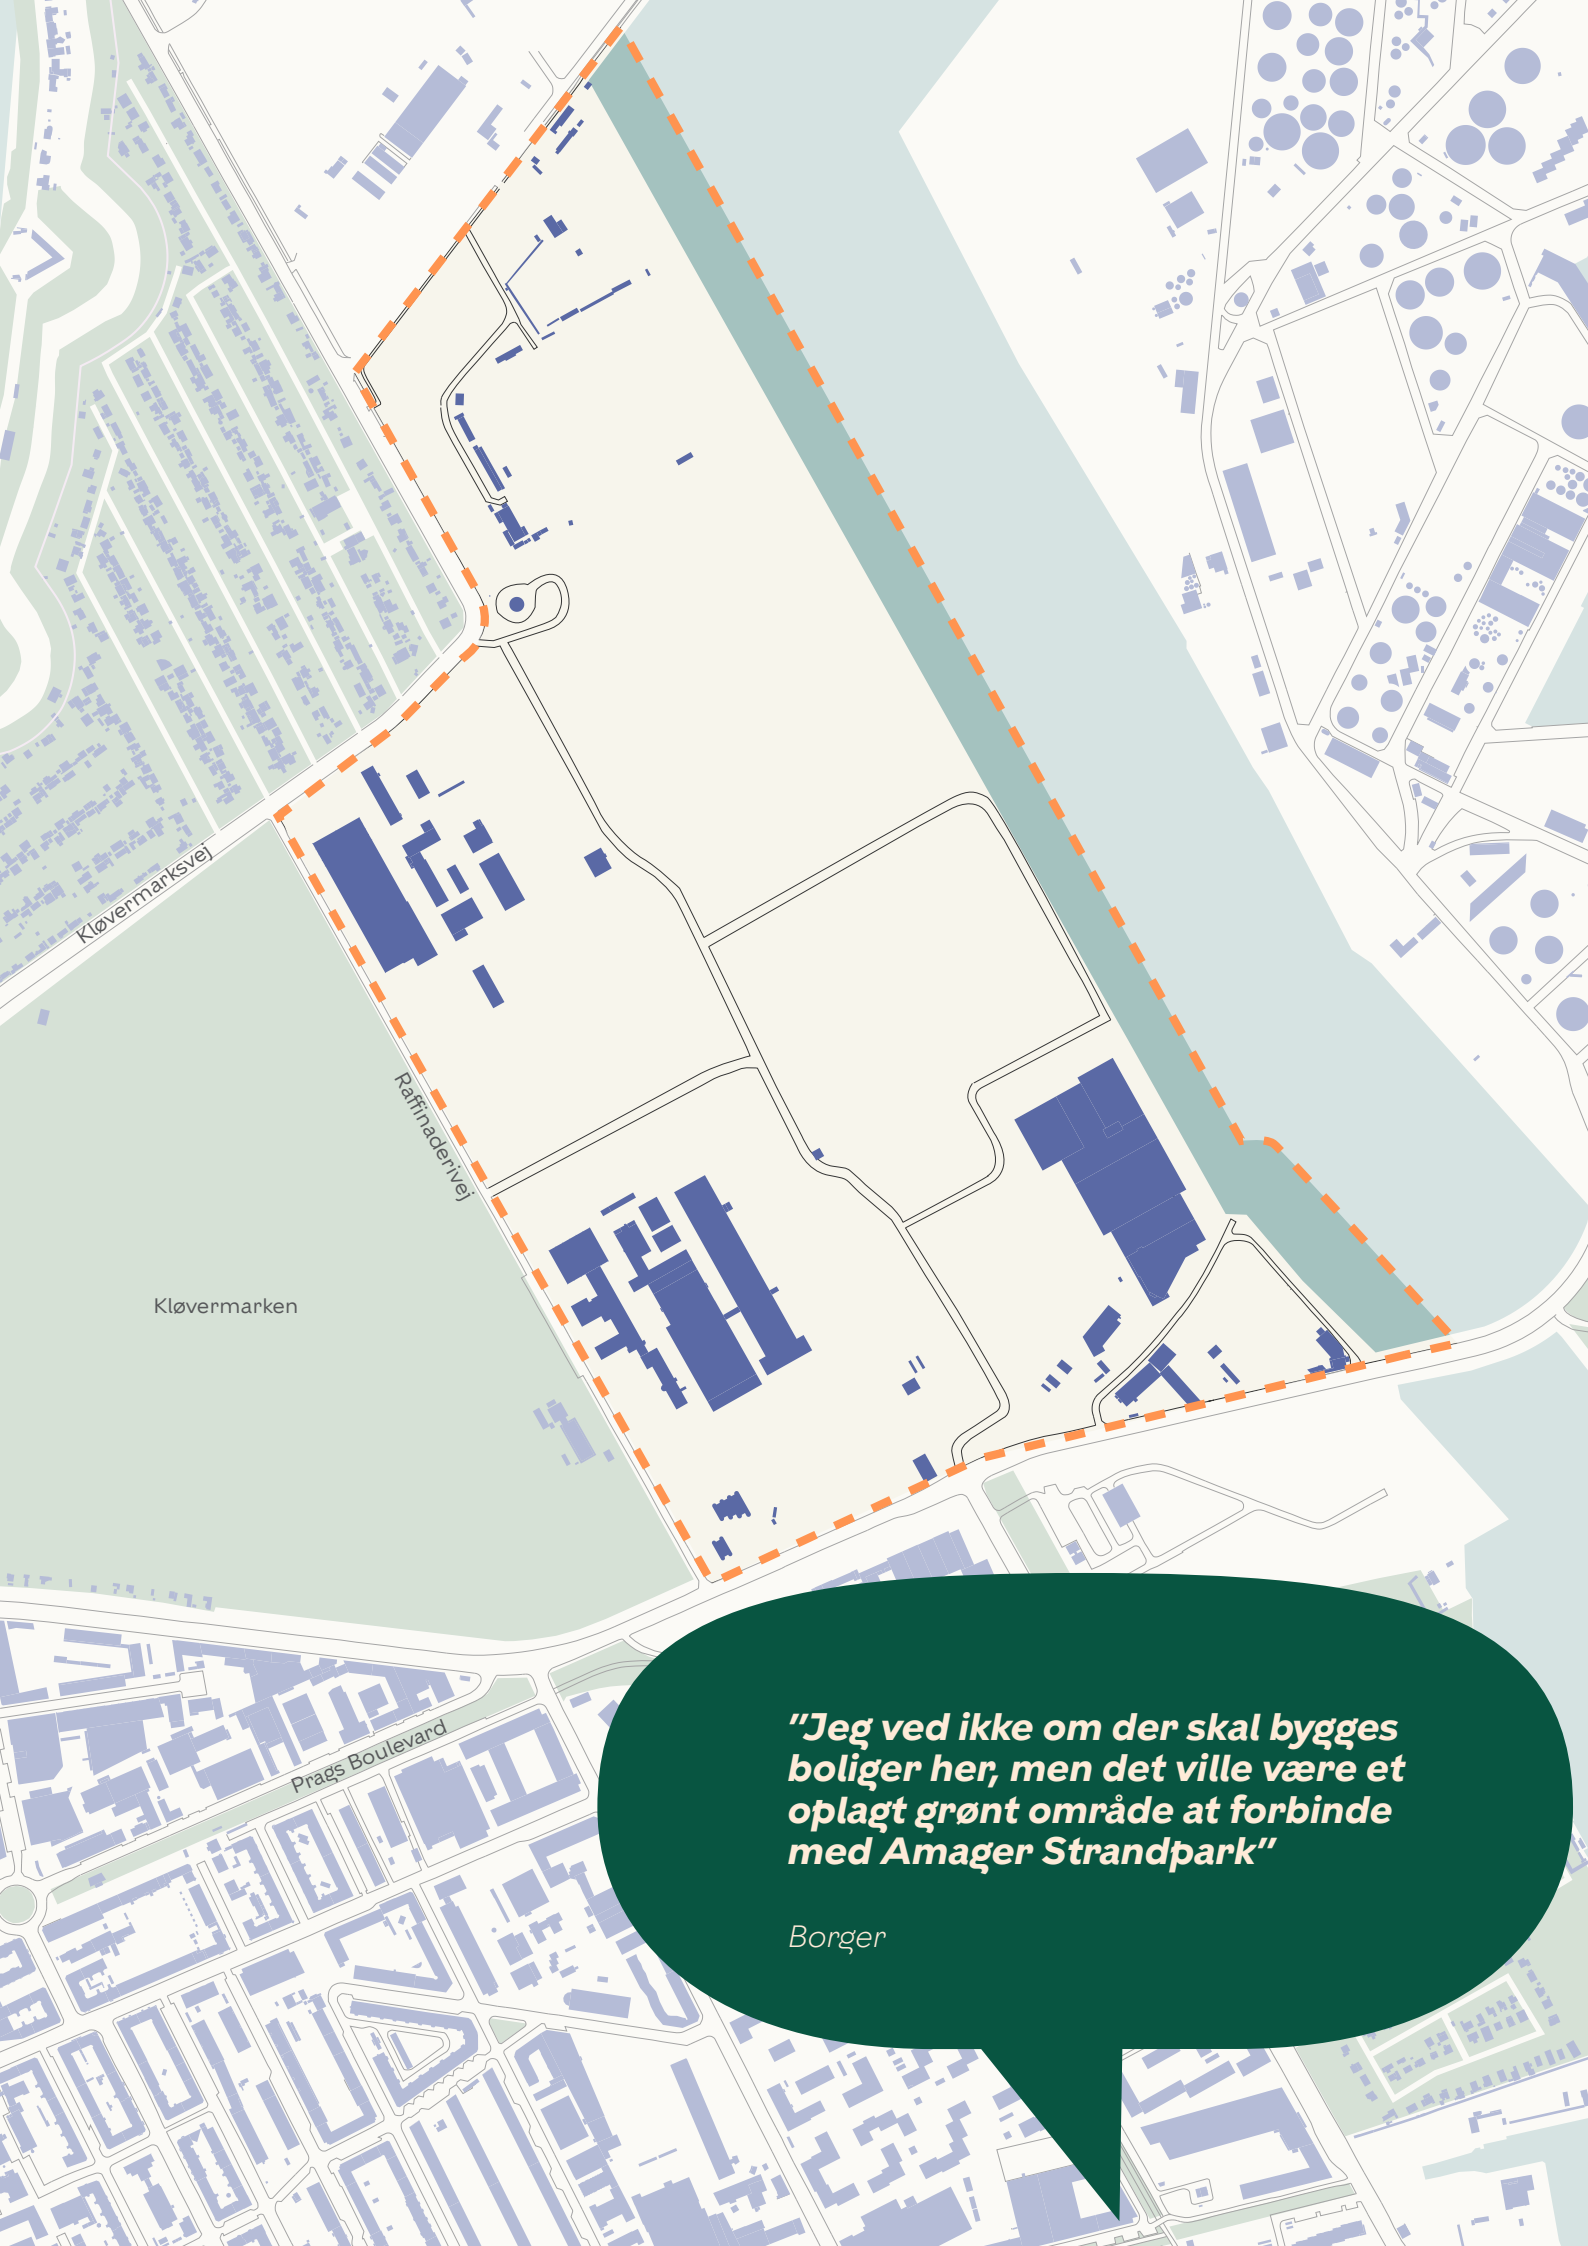 Kløvermarksvej
Raffinaderivej
Kløvermarken
Prags Boulevard
”Jeg ved ikke om der skal bygges
boliger her, men det ville være et
oplagt grønt område at forbinde
med Amager Strandpark”
Borger